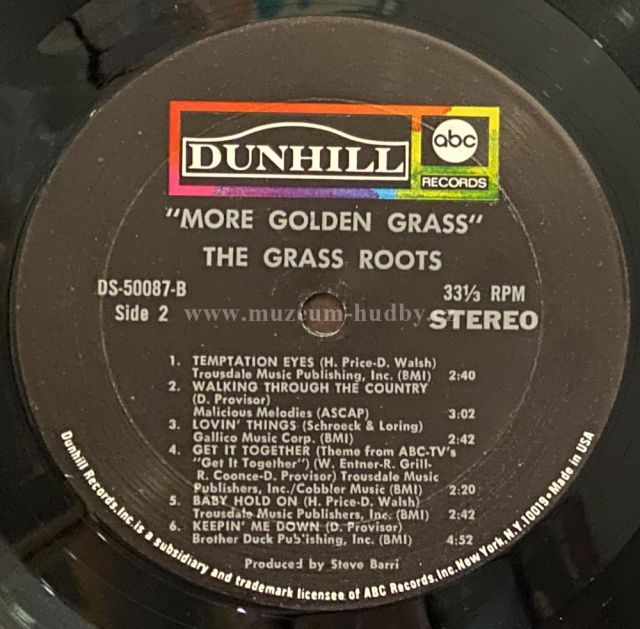 DUNHILL
abc
RECORDS
"MORE GOLDEN GRASS"
THE GRASS ROOTS
DS-50087-B
Side 2
33⅓ RPM
STEREO
www.muzeum-hudby.cz
1. TEMPTATION EYES (H. Price-D. Walsh)
Trousdale Music Publishing, Inc. (BMI) 2:40
2. WALKING THROUGH THE COUNTRY
(D. Provisor)
Malicious Melodies (ASCAP) 3:02
3. LOVIN' THINGS (Schroeck & Loring)
Gallico Music Corp. (BMI) 2:42
4. GET IT TOGETHER (Theme from ABC-TV's
"Get It Together") (W. Entner-R. Grill-
R. Coonce-D. Provisor) Trousdale Music
Publishers, Inc./Cobbler Music (BMI) 2:20
5. BABY HOLD ON (H. Price-D. Walsh)
Trousdale Music Publishers, Inc. (BMI) 2:42
6. KEEPIN' ME DOWN (D. Provisor)
Brother Duck Publishing, Inc. (BMI) 4:52
Produced by Steve Barri
Dunhill Records, Inc. is a subsidiary and trademark licensee of ABC Records, Inc. New York, N.Y. 10019 • Made in USA